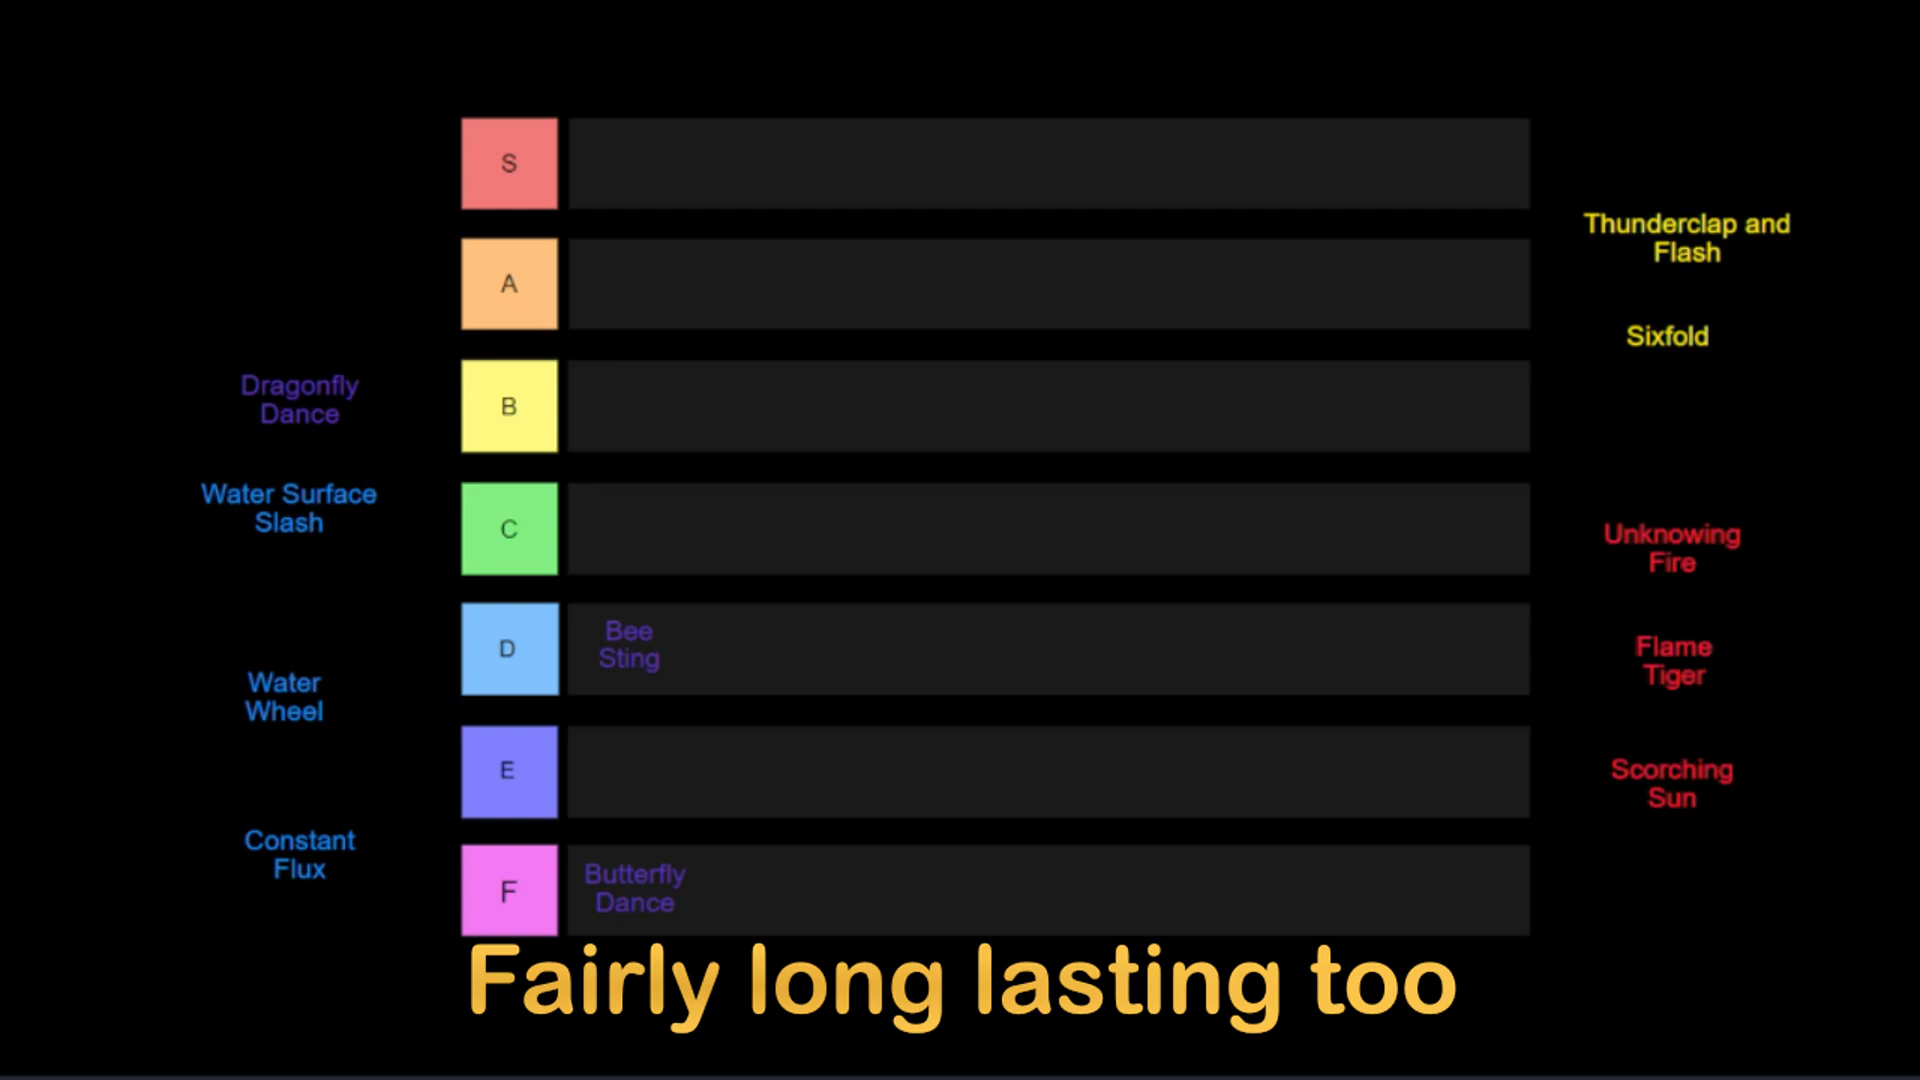 S
Thunderclap and
Flash
A
Sixfold
Dragonfly
Dance
B
Water Surface
Slash
C
Unknowing
Fire
Bee
Sting
D
Flame
Tiger
Water
Wheel
E
Scorching
Sun
Constant
Flux
F
Butterfly
Dance
Fairly long lasting too